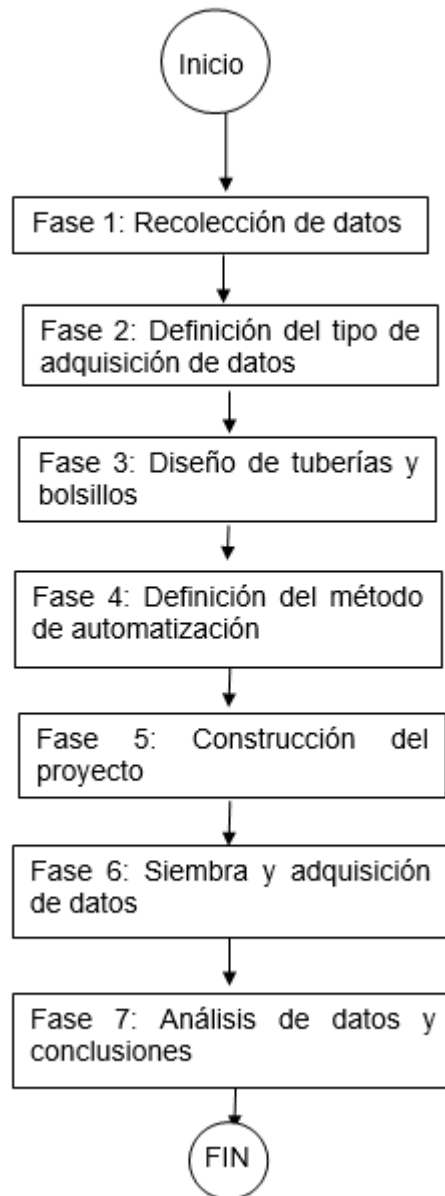 Inicio
Fase 1: Recolección de datos
Fase 2: Definición del tipo de
adquisición de datos
Fase 3: Diseño de tuberías y
bolsillos
Fase 4: Definición del método
de automatización
Fase 5: Construcción del
proyecto
Fase 6: Siembra y adquisición
de datos
Fase 7: Análisis de datos y
conclusiones
FIN